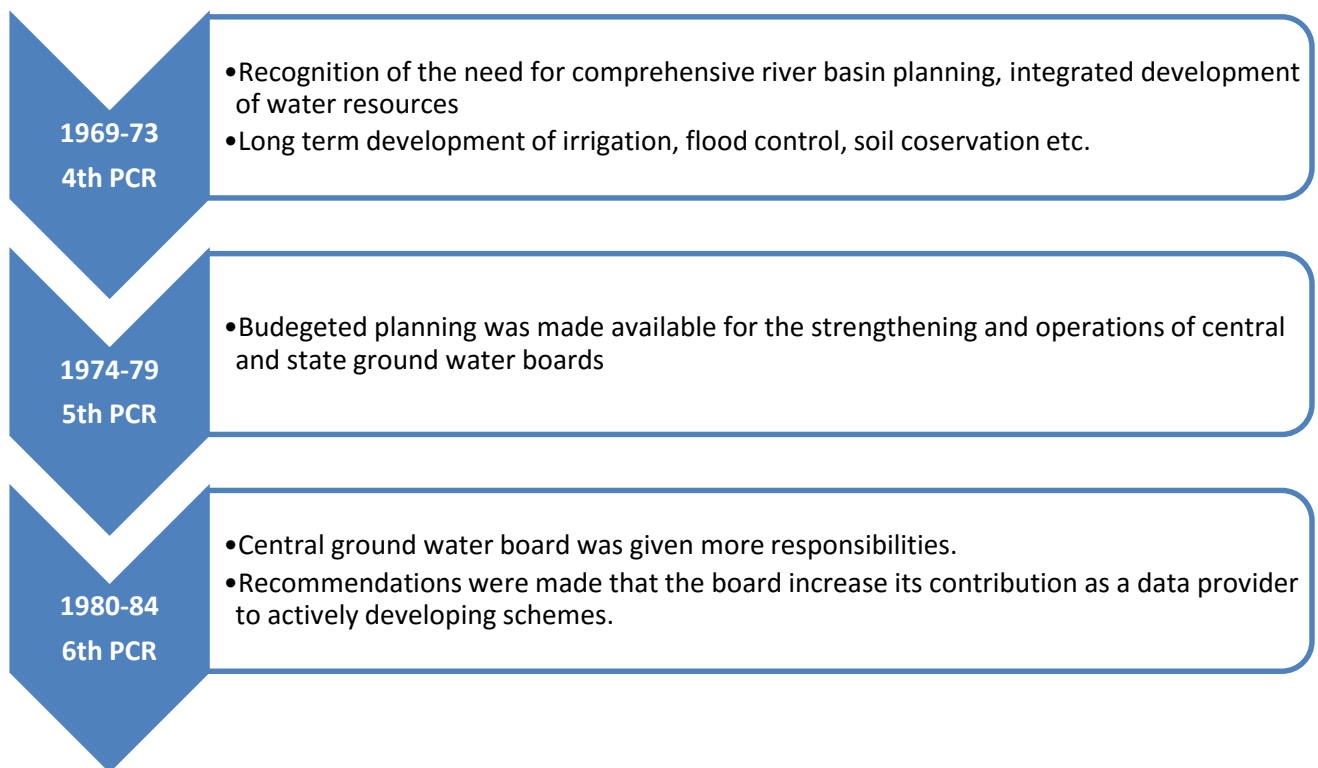 1969-73
4th PCR
•Recognition of the need for comprehensive river basin planning, integrated development
of water resources
•Long term development of irrigation, flood control, soil coservation etc.
1974-79
5th PCR
•Budegeted planning was made available for the strengthening and operations of central
and state ground water boards
1980-84
6th PCR
•Central ground water board was given more responsibilities.
•Recommendations were made that the board increase its contribution as a data provider
to actively developing schemes.